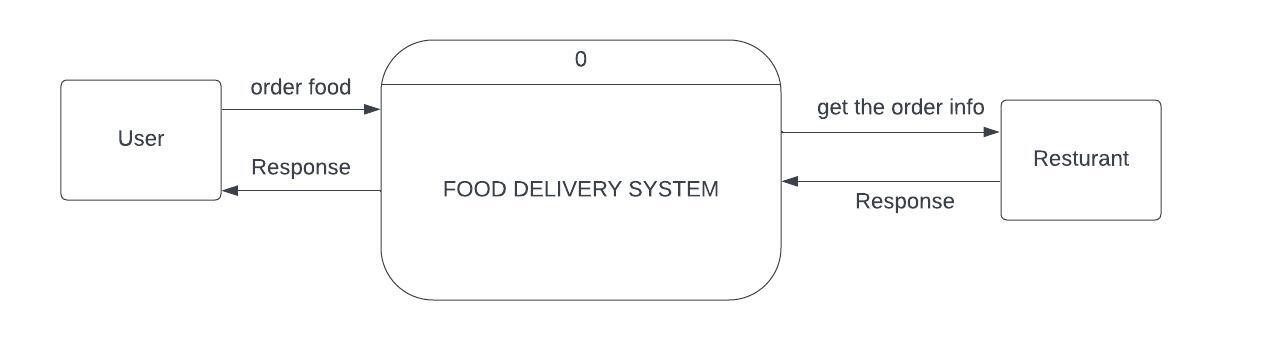 0
order food
get the order info
User
Resturant
Response
FOOD DELIVERY SYSTEM
Response